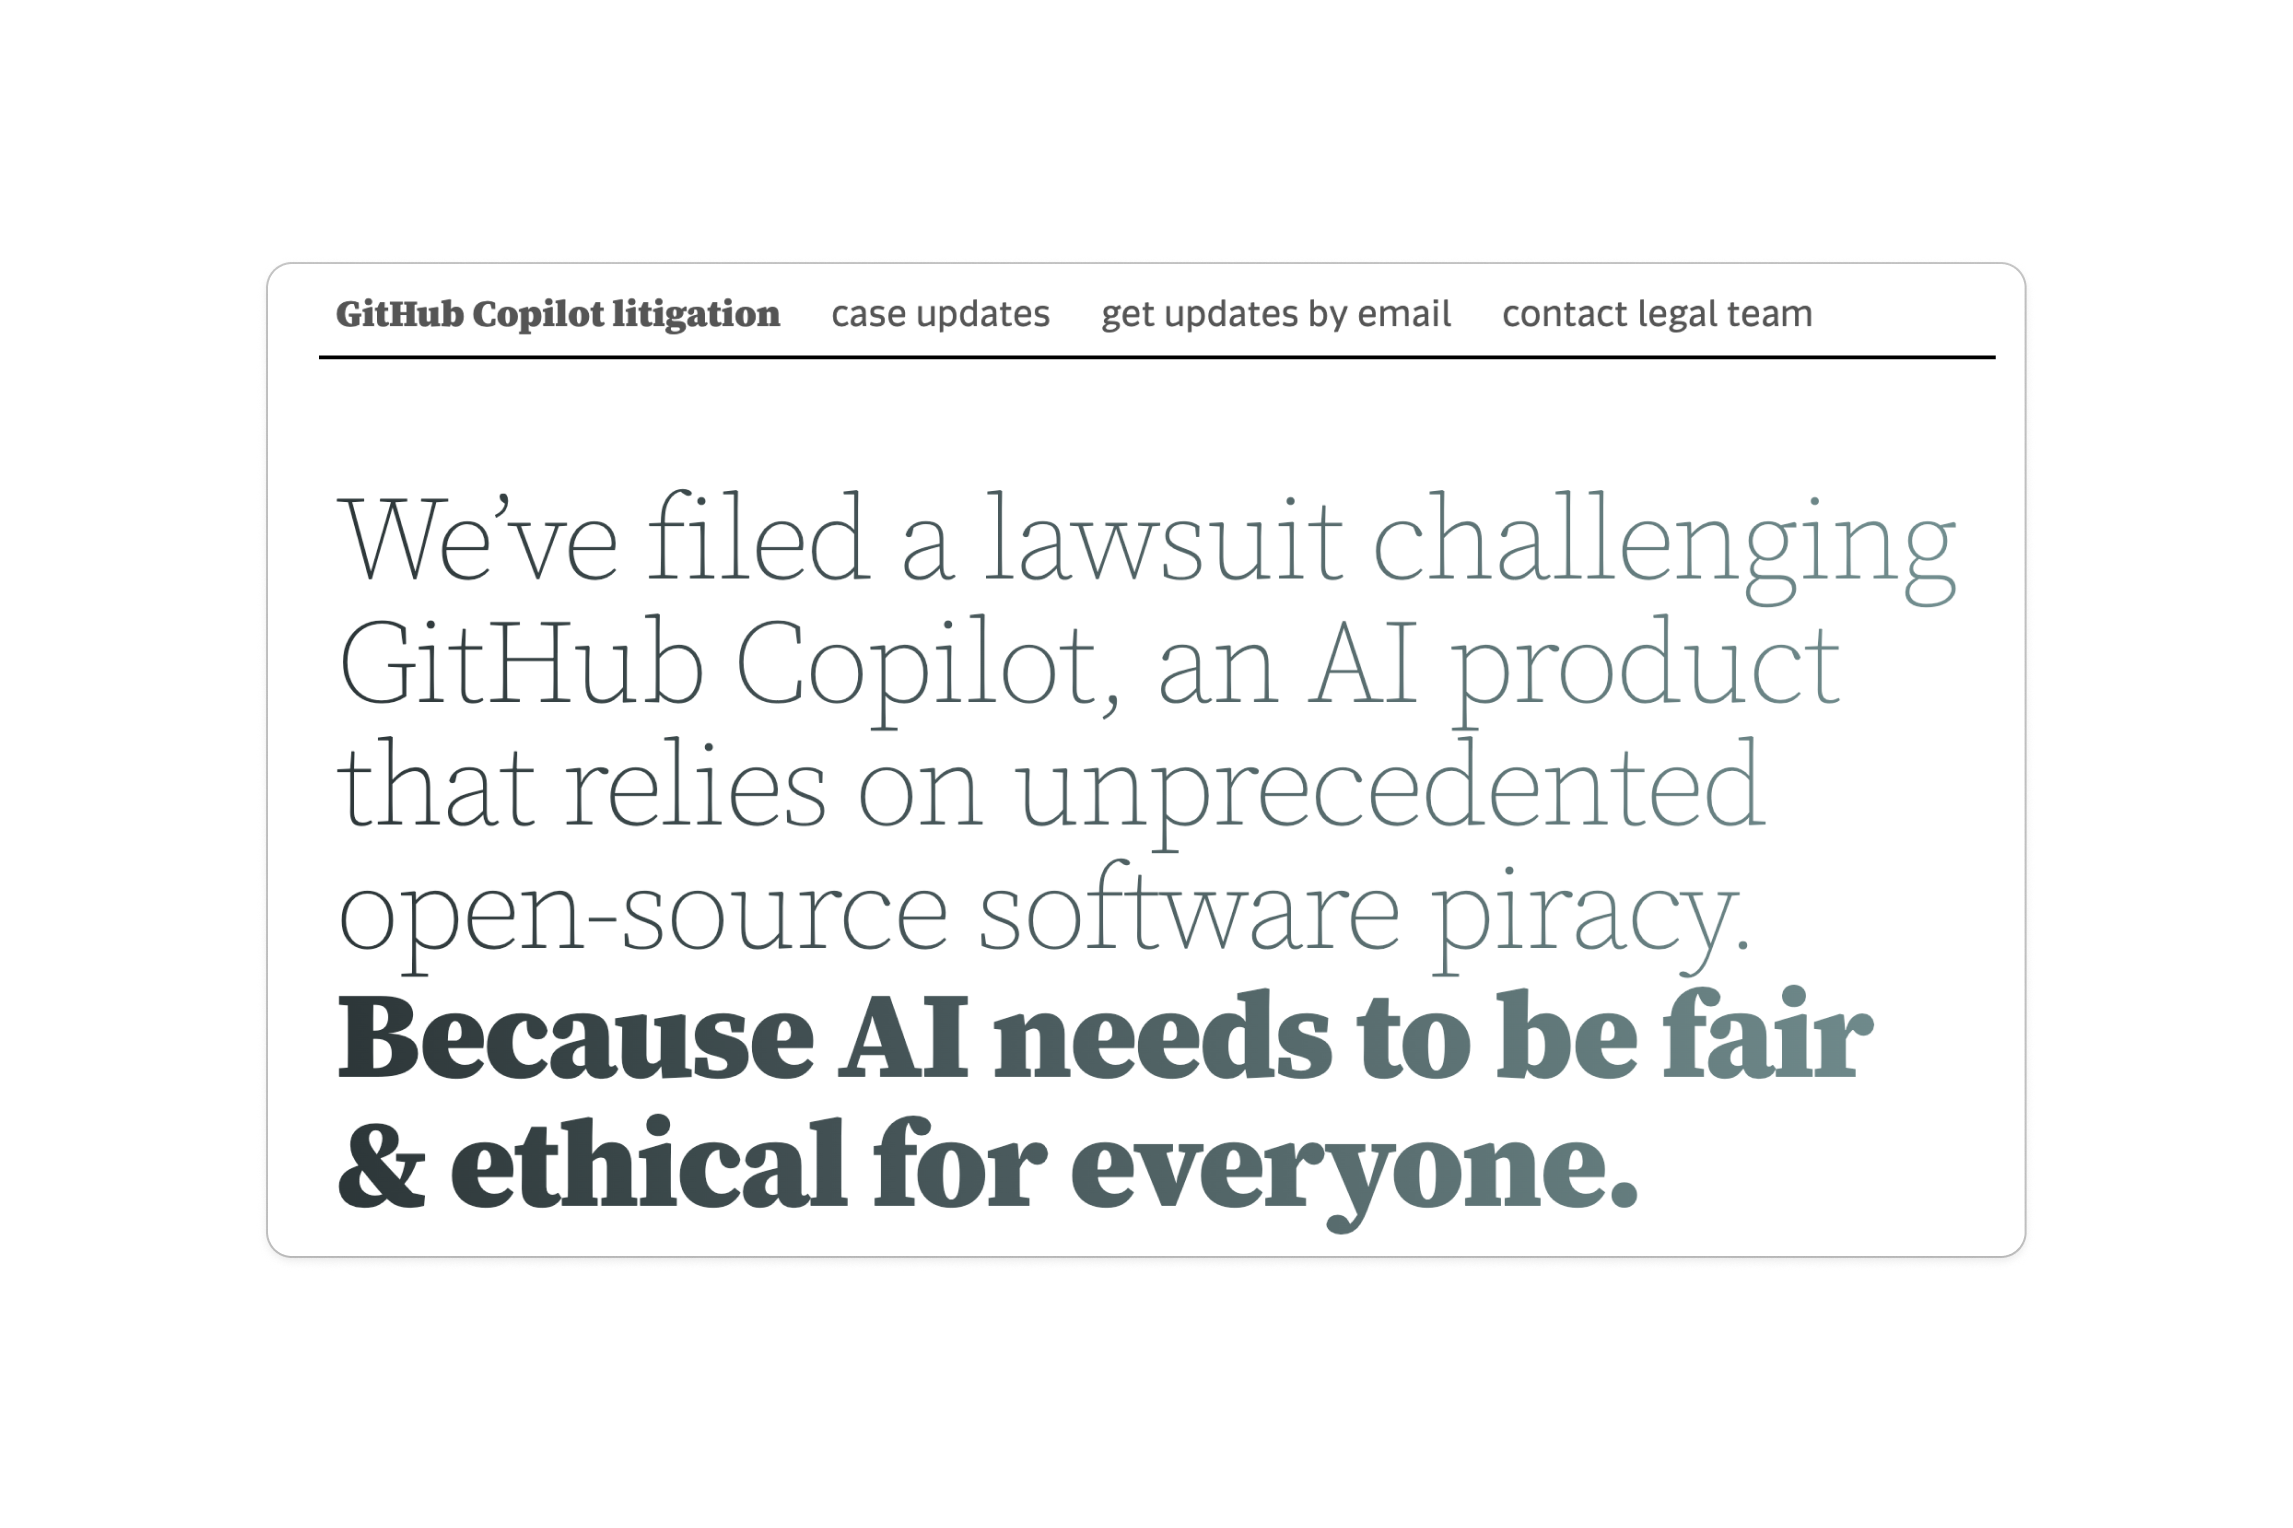 GitHub Copilot litigation case updates get updates by email contact legal team
We’ve filed a lawsuit challenging
GitHub Copilot, an AI product
that relies on unprecedented
open-source software piracy.
Because AI needs to be fair
& ethical for everyone.